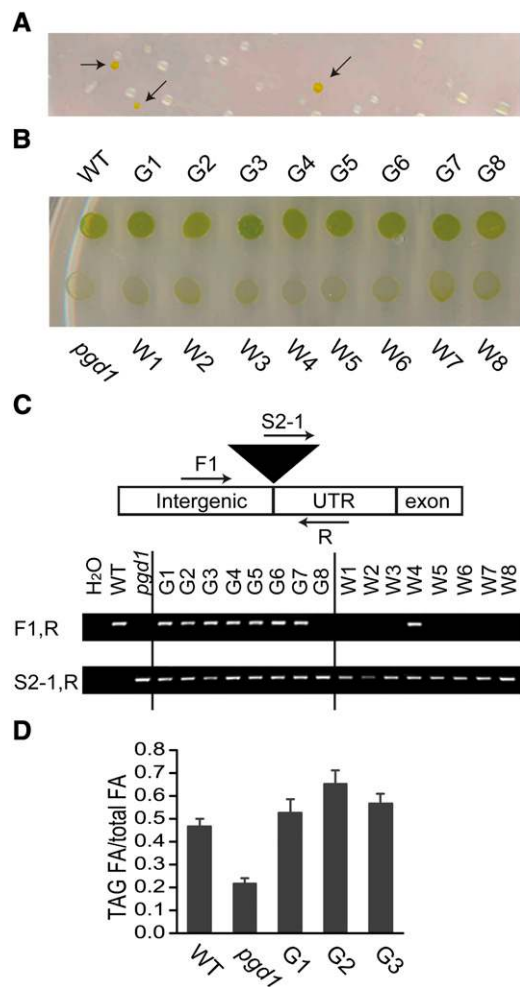 A
B
WT G1 G2 G3 G4 G5 G6 G7 G8
pgd1 W1 W2 W3 W4 W5 W6 W7 W8
C
S2-1
F1
Intergenic UTR exon
R
H2O WT pgd1 G1 G2 G3 G4 G5 G6 G7 G8 W1 W2 W3 W4 W5 W6 W7 W8
F1,R
S2-1,R
D
TAG FA/total FA
0.8
0.7
0.6
0.5
0.4
0.3
0.2
0.1
0.0
WT pgd1 G1 G2 G3